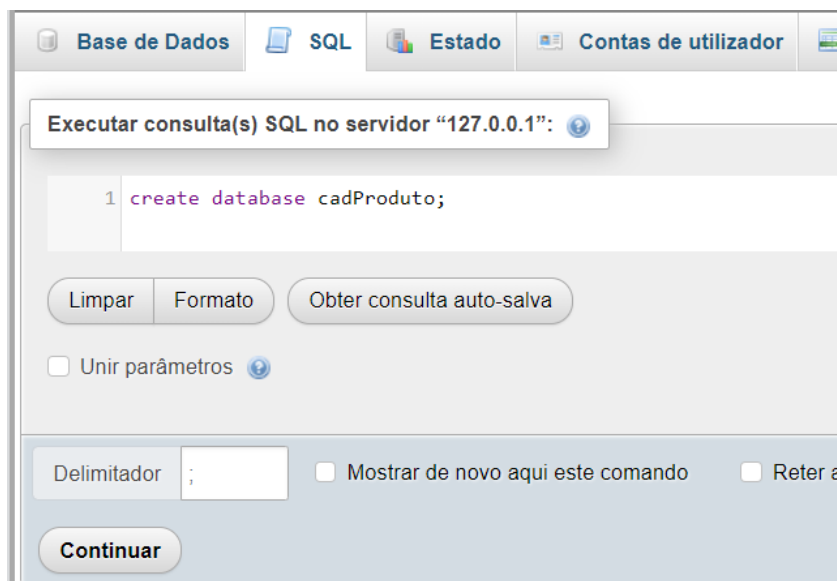 Base de Dados SQL Estado Contas de utilizador
Executar consulta(s) SQL no servidor “127.0.0.1”:
1 create database cadProduto;
Limpar Formato Obter consulta auto-salva
Unir parâmetros
Delimitador ; Mostrar de novo aqui este comando Reter a
Continuar